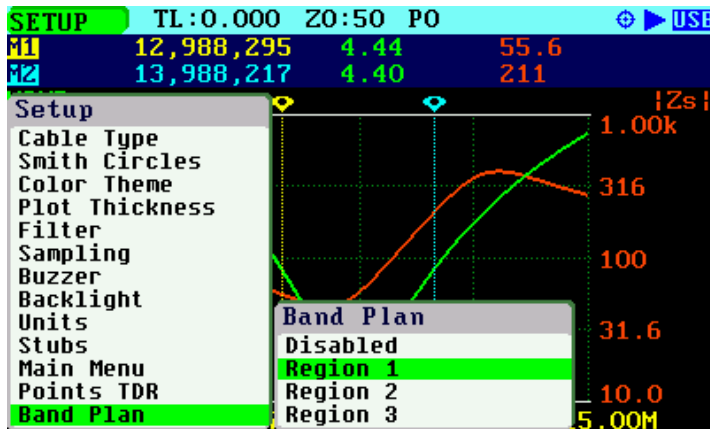 SETUP TL:0.000 Z0:50 PO USB
M1 12,988,295 4.44 55.6
M2 13,988,217 4.40 211
|Zs|
Setup
Cable Type
Smith Circles
Color Theme
Plot Thickness
Filter
Sampling
Buzzer
Backlight
Units
Stubs
Main Menu
Points TDR
Band Plan
Band Plan
Disabled
Region 1
Region 2
Region 3
1.00k
316
100
31.6
10.0
5.00M